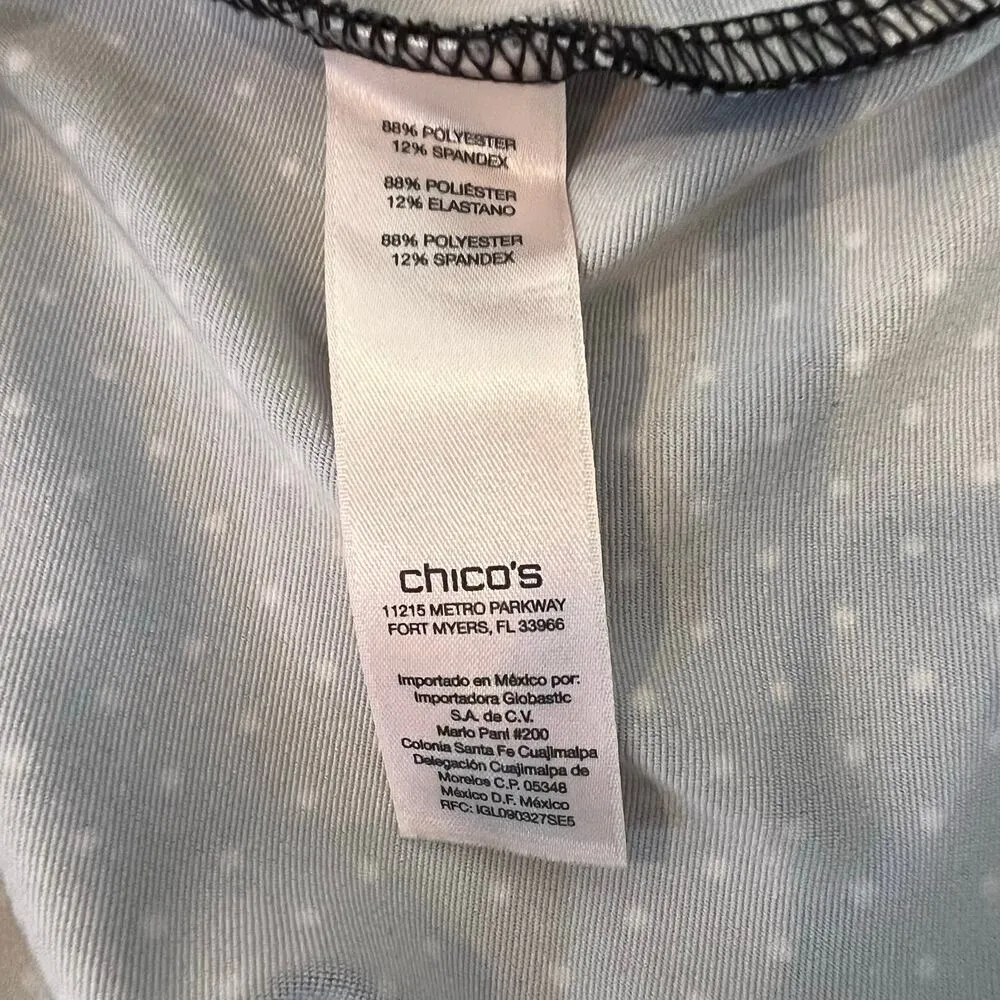 88% POLYESTER
12% SPANDEX
88% POLIÉSTER
12% ELASTANO
88% POLYESTER
12% SPANDEX
chico's
11215 METRO PARKWAY
FORT MYERS, FL 33966
Importado en México por:
Importadora Globastic
S.A. de C.V.
Mario Pani #200
Colonia Santa Fe Cuajimalpa
Delegación Cuajimalpa de
Morelos C.P. 05348
México D.F. México
RFC: IGL090327SE5